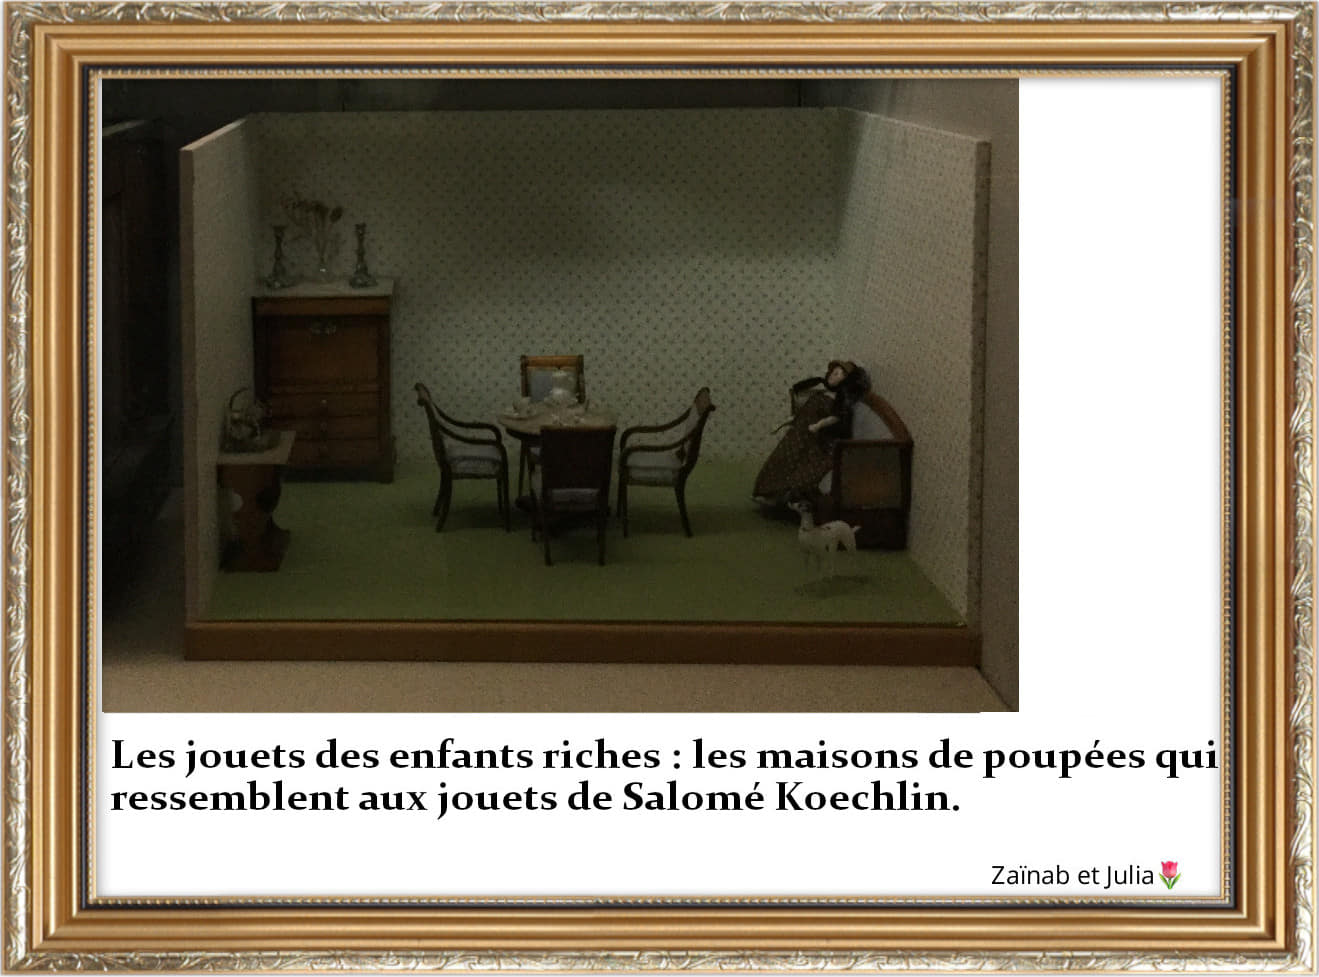 Les jouets des enfants riches : les maisons de poupées qui
ressemblent aux jouets de Salomé Koechlin.
Zaïnab et Julia🌷